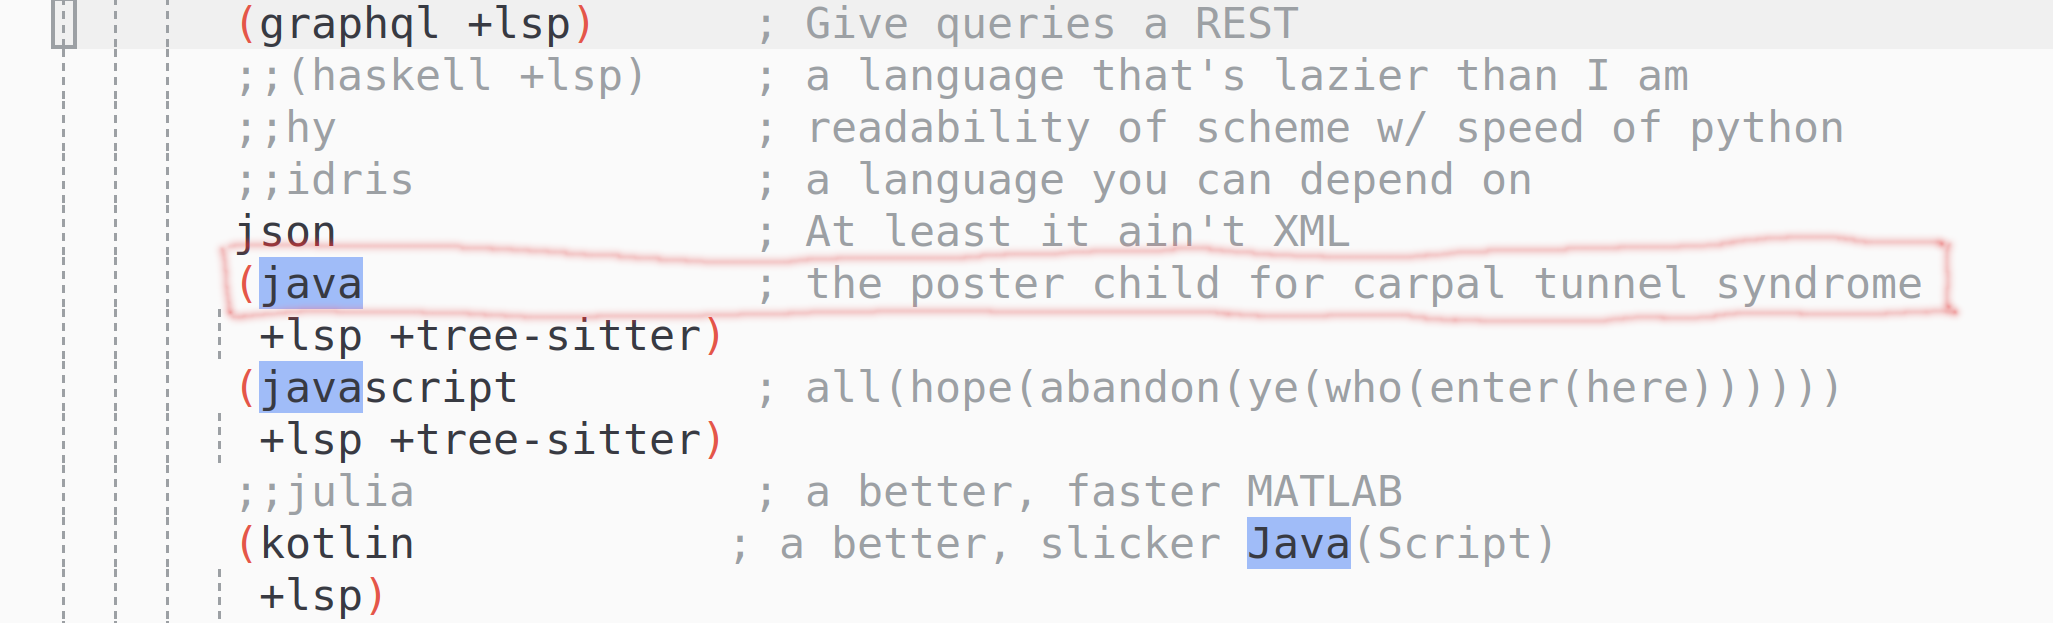 (graphql +lsp)      ; Give queries a REST
;;(haskell +lsp)    ; a language that's lazier than I am
;;hy                ; readability of scheme w/ speed of python
;;idris             ; a language you can depend on
json                ; At least it ain't XML
(java               ; the poster child for carpal tunnel syndrome
 +lsp +tree-sitter)
(javascript         ; all(hope(abandon(ye(who(enter(here))))))
 +lsp +tree-sitter)
;;julia             ; a better, faster MATLAB
(kotlin            ; a better, slicker Java(Script)
 +lsp)